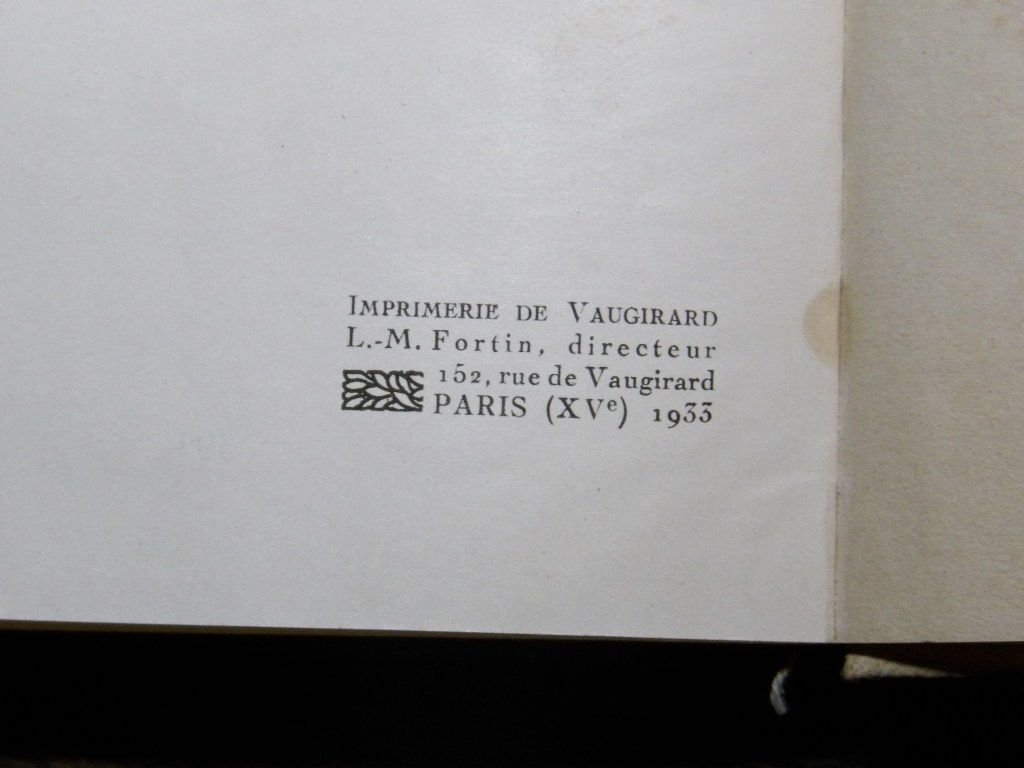 IMPRIMERIE DE VAUGIRARD
L.-M. Fortin, directeur
152, rue de Vaugirard
PARIS (XVe) 1933